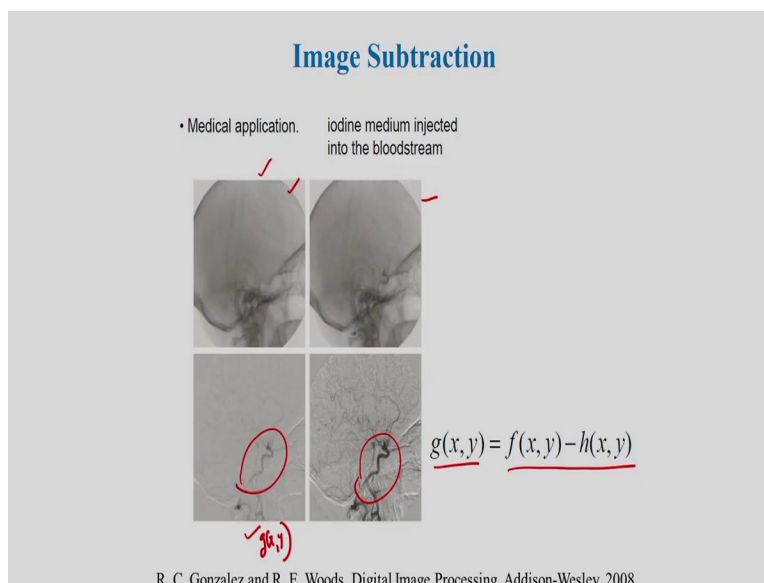 Image Subtraction
• Medical application.
iodine medium injected
into the bloodstream
g(x, y) = f(x, y) − h(x, y)
g(x,y)
R. C. Gonzalez and R. E. Woods, Digital Image Processing, Addison-Wesley, 2008